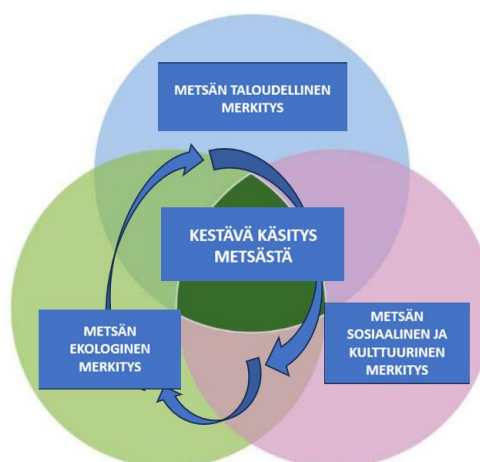 METSÄN TALOUDELLINEN
MERKITYS
KESTÄVÄ KÄSITYS
METSÄSTÄ
METSÄN
EKOLOGINEN
MERKITYS
METSÄN
SOSIAALINEN JA
KULTTUURINEN
MERKITYS